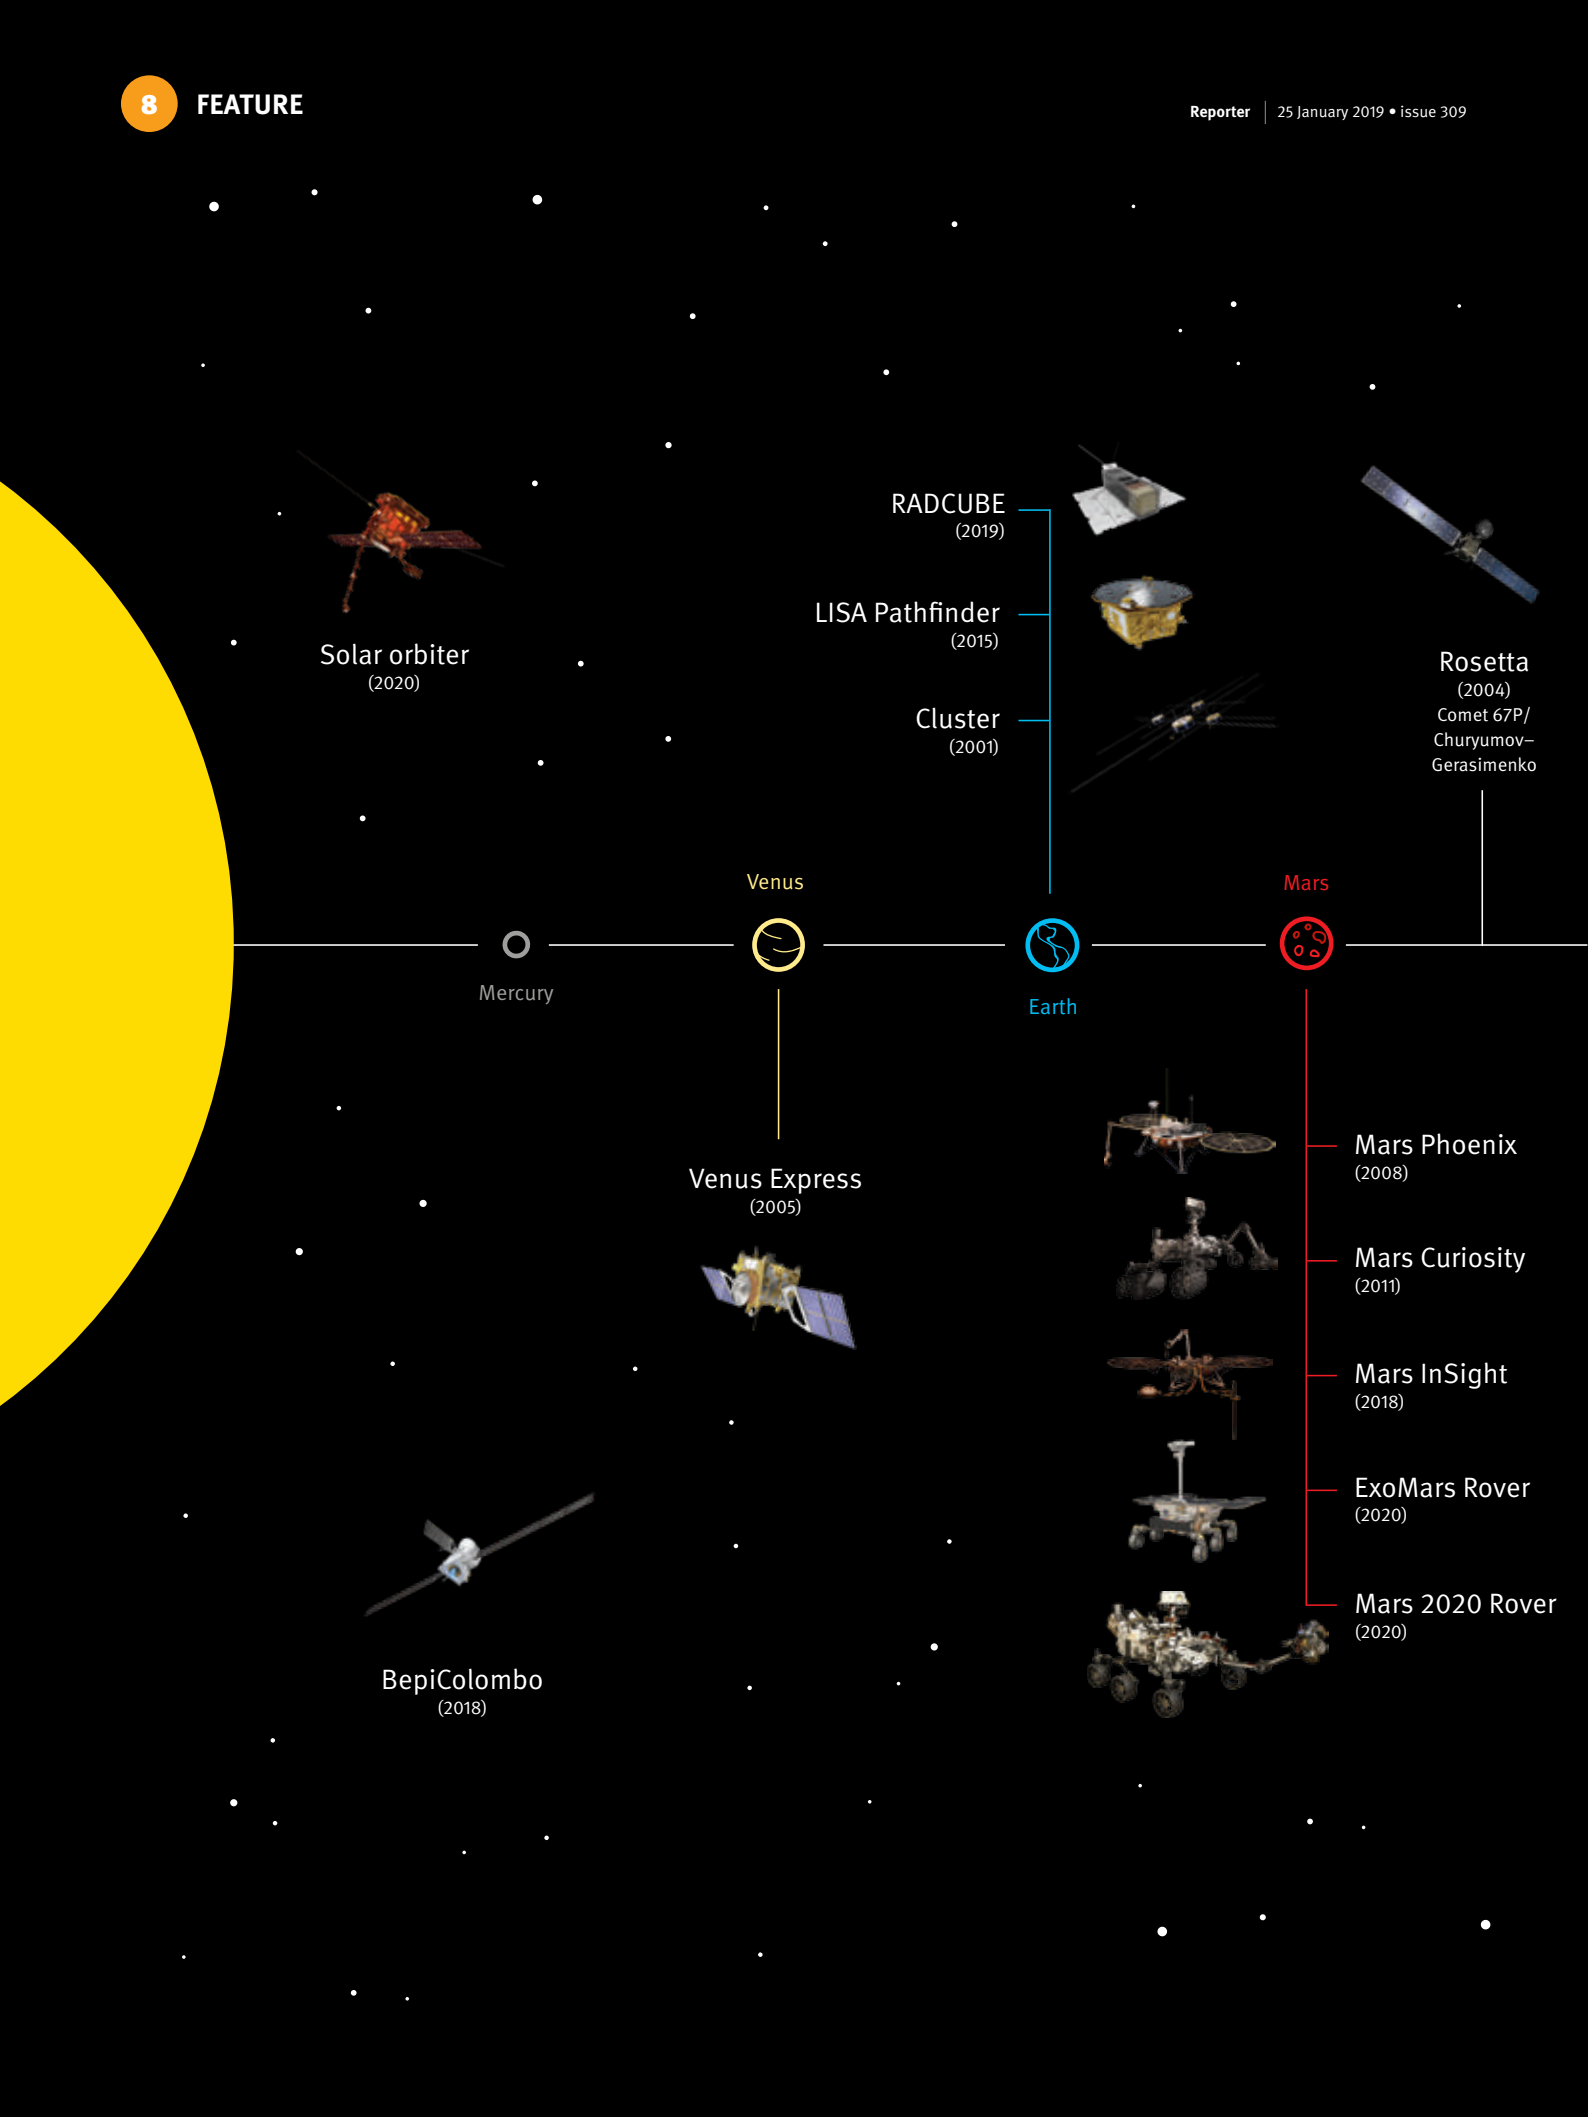 8 FEATURE
Reporter | 25 January 2019 • issue 309
Solar orbiter
(2020)
RADCUBE
(2019)
LISA Pathfinder
(2015)
Cluster
(2001)
Rosetta
(2004)
Comet 67P/
Churyumov–
Gerasimenko
Mercury
Venus
Earth
Mars
Venus Express
(2005)
Mars Phoenix
(2008)
Mars Curiosity
(2011)
Mars InSight
(2018)
ExoMars Rover
(2020)
Mars 2020 Rover
(2020)
BepiColombo
(2018)